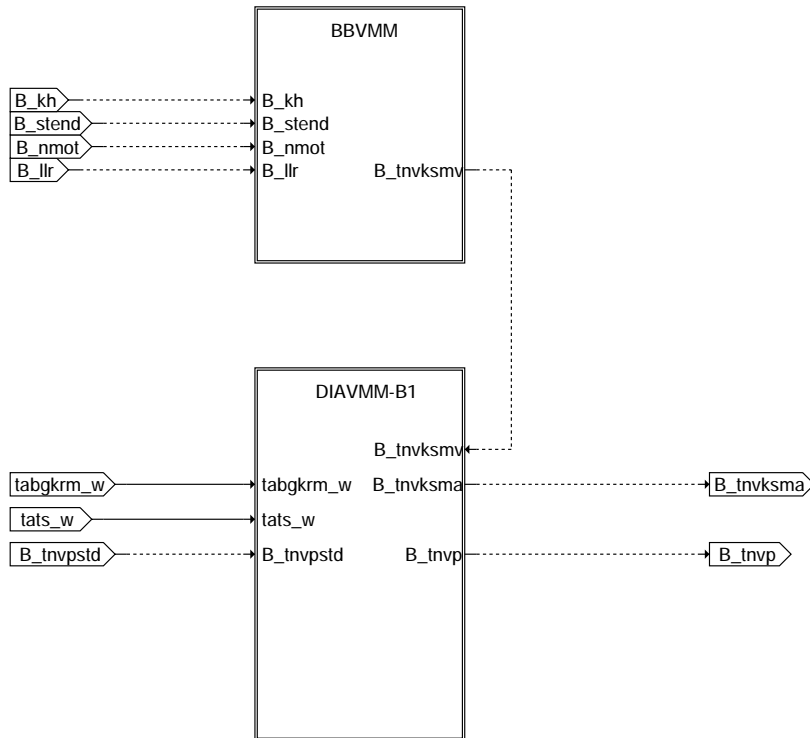 BBVMM
B_kh B_kh
B_stend B_stend
B_nmot B_nmot
B_llr B_llr B_tnvksmv
DIAVMM-B1
B_tnvksmv
tabgkrm_w tabgkrm_w B_tnvksma B_tnvksma
tats_w tats_w
B_tnvpstd B_tnvpstd B_tnvp B_tnvp